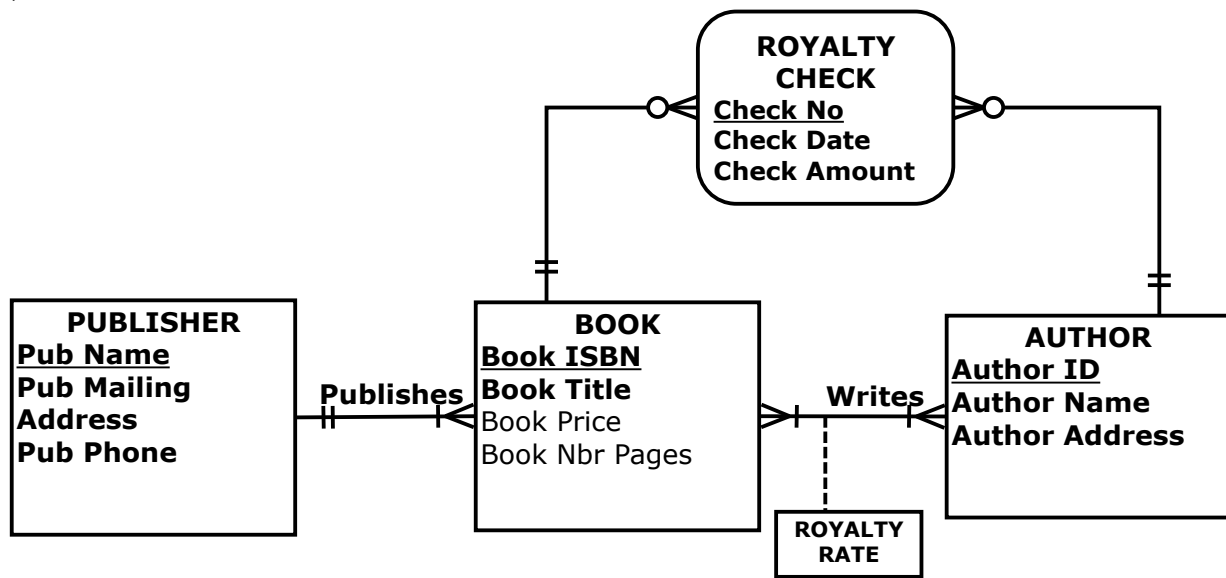 ROYALTY
CHECK
Check No
Check Date
Check Amount
PUBLISHER
Pub Name
Pub Mailing
Address
Pub Phone
Publishes
BOOK
Book ISBN
Book Title
Book Price
Book Nbr Pages
Writes
AUTHOR
Author ID
Author Name
Author Address
ROYALTY
RATE